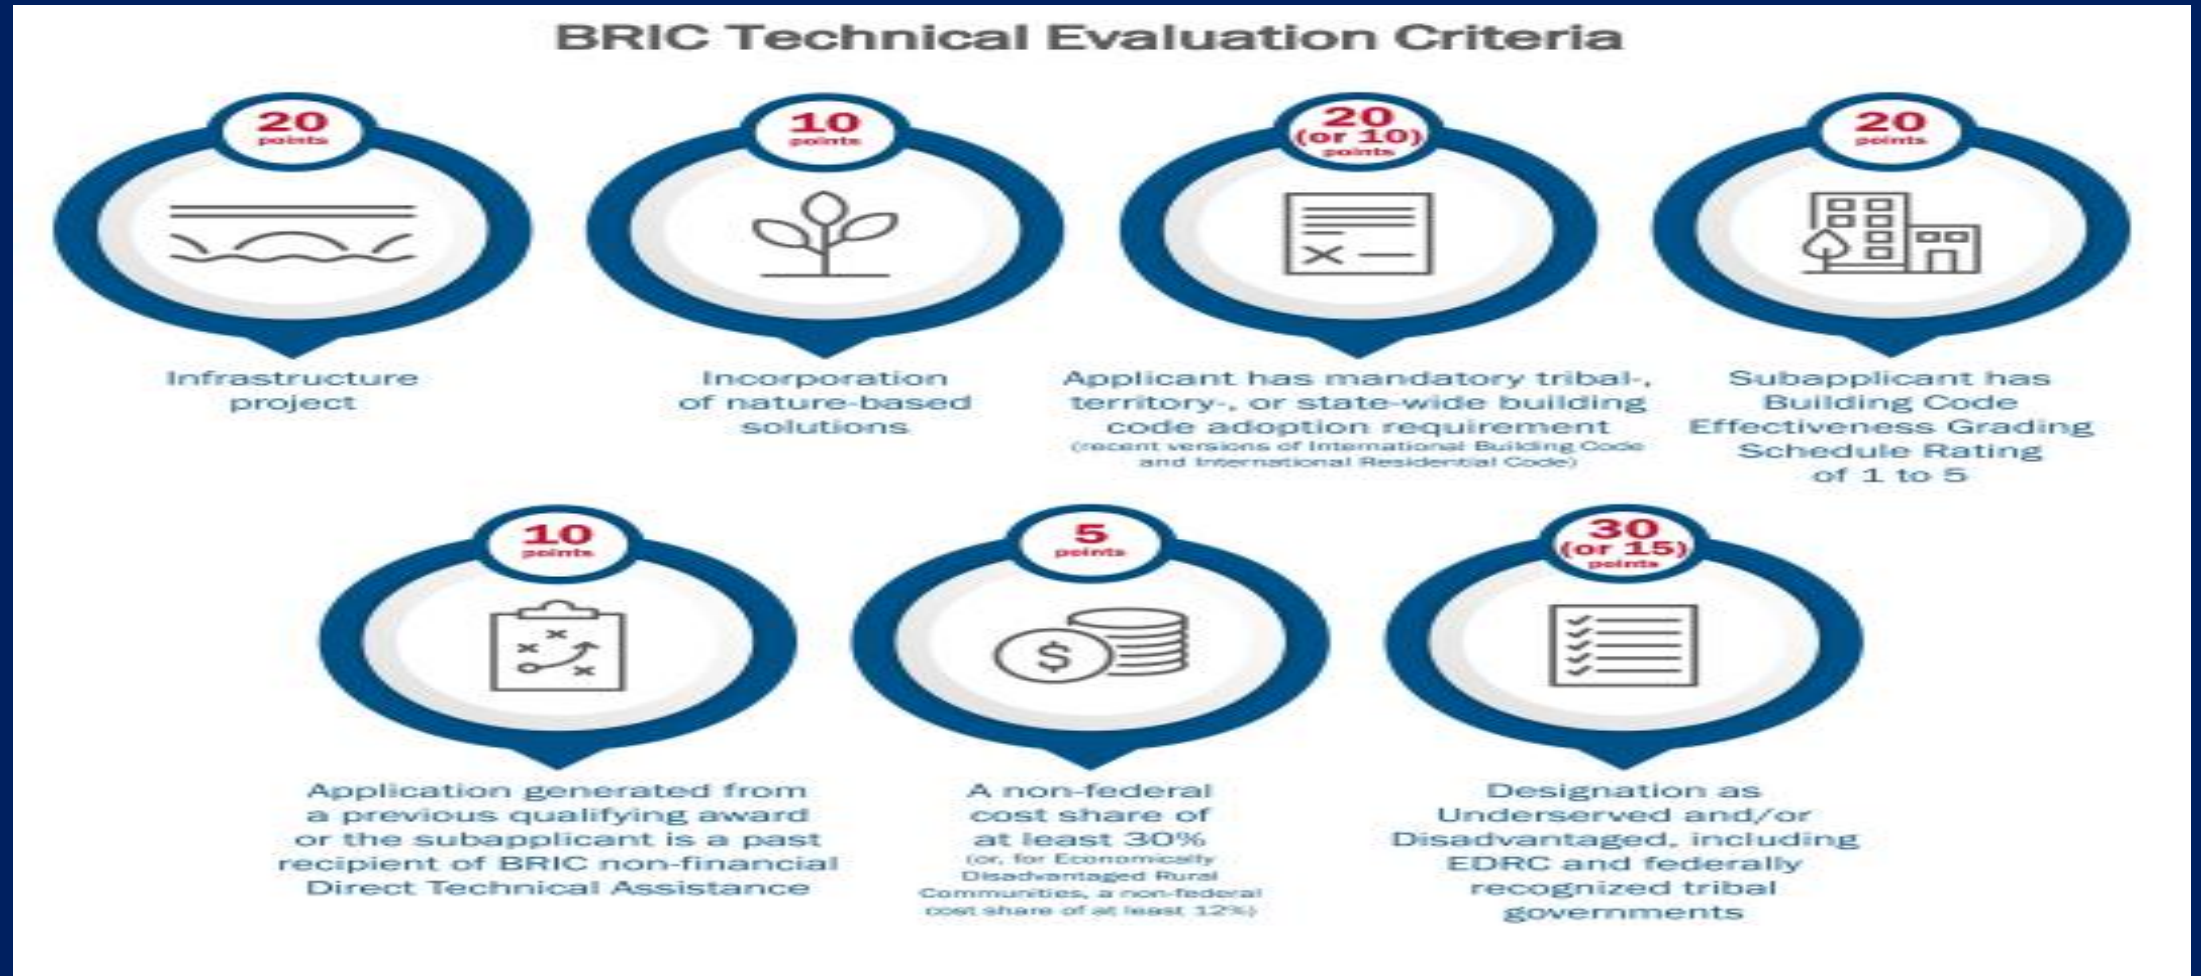 BRIC Technical Evaluation Criteria
20
points
Infrastructure
project
10
points
Incorporation
of nature-based
solutions
20
(or 10)
points
Applicant has mandatory tribal-,
territory-, or state-wide building
code adoption requirement
(recent versions of International Building Code
and International Residential Code)
20
points
Subapplicant has
Building Code
Effectiveness Grading
Schedule Rating
of 1 to 5
10
points
Application generated from
a previous qualifying award
or the subapplicant is a past
recipient of BRIC non-financial
Direct Technical Assistance
5
points
A non-federal
cost share of
at least 30%
(or, for Economically
Disadvantaged Rural
Communities, a non-federal
cost share of at least 12%)
30
(or 15)
points
Designation as
Underserved and/or
Disadvantaged, including
EDRC and federally
recognized tribal
governments